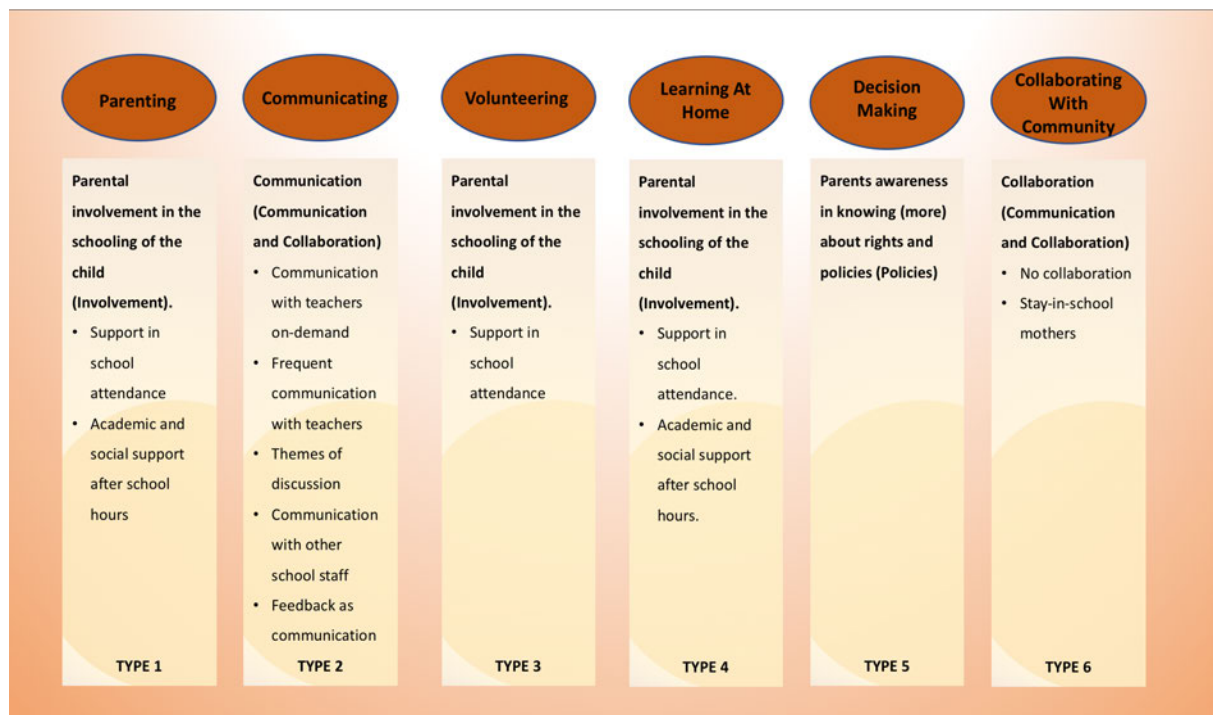 Parenting
Parental
involvement in the
schooling of the
child
(Involvement).
• Support in
school
attendance
• Academic and
social support
after school
hours
TYPE 1
Communicating
Communication
(Communication
and Collaboration)
• Communication
with teachers
on-demand
• Frequent
communication
with teachers
• Themes of
discussion
• Communication
with other
school staff
• Feedback as
communication
TYPE 2
Volunteering
Parental
involvement in the
schooling of the
child
(Involvement).
• Support in
school
attendance
TYPE 3
Learning At
Home
Parental
involvement in the
schooling of the
child
(Involvement).
• Support in
school
attendance.
• Academic and
social support
after school
hours.
TYPE 4
Decision
Making
Parents awareness
in knowing (more)
about rights and
policies (Policies)
TYPE 5
Collaborating
With
Community
Collaboration
(Communication
and Collaboration)
• No collaboration
• Stay-in-school
mothers
TYPE 6